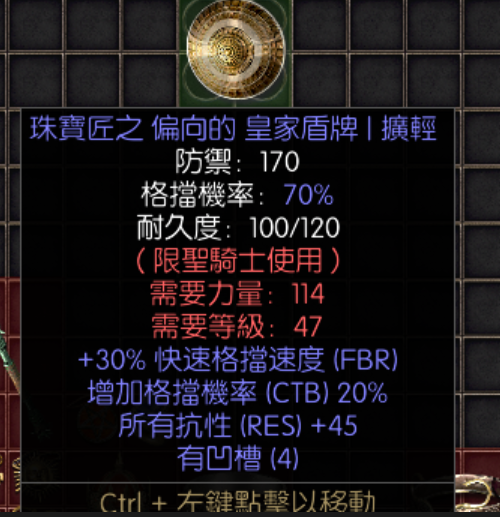 珠寶匠之 偏向的 皇家盾牌 | 擴輕
防禦: 170
格擋機率: 70%
耐久度: 100/120
( 限聖騎士使用 )
需要力量: 114
需要等級: 47
+30% 快速格擋速度 (FBR)
增加格擋機率 (CTB) 20%
所有抗性 (RES) +45
有凹槽 (4)
Ctrl + 左鍵點擊以移動